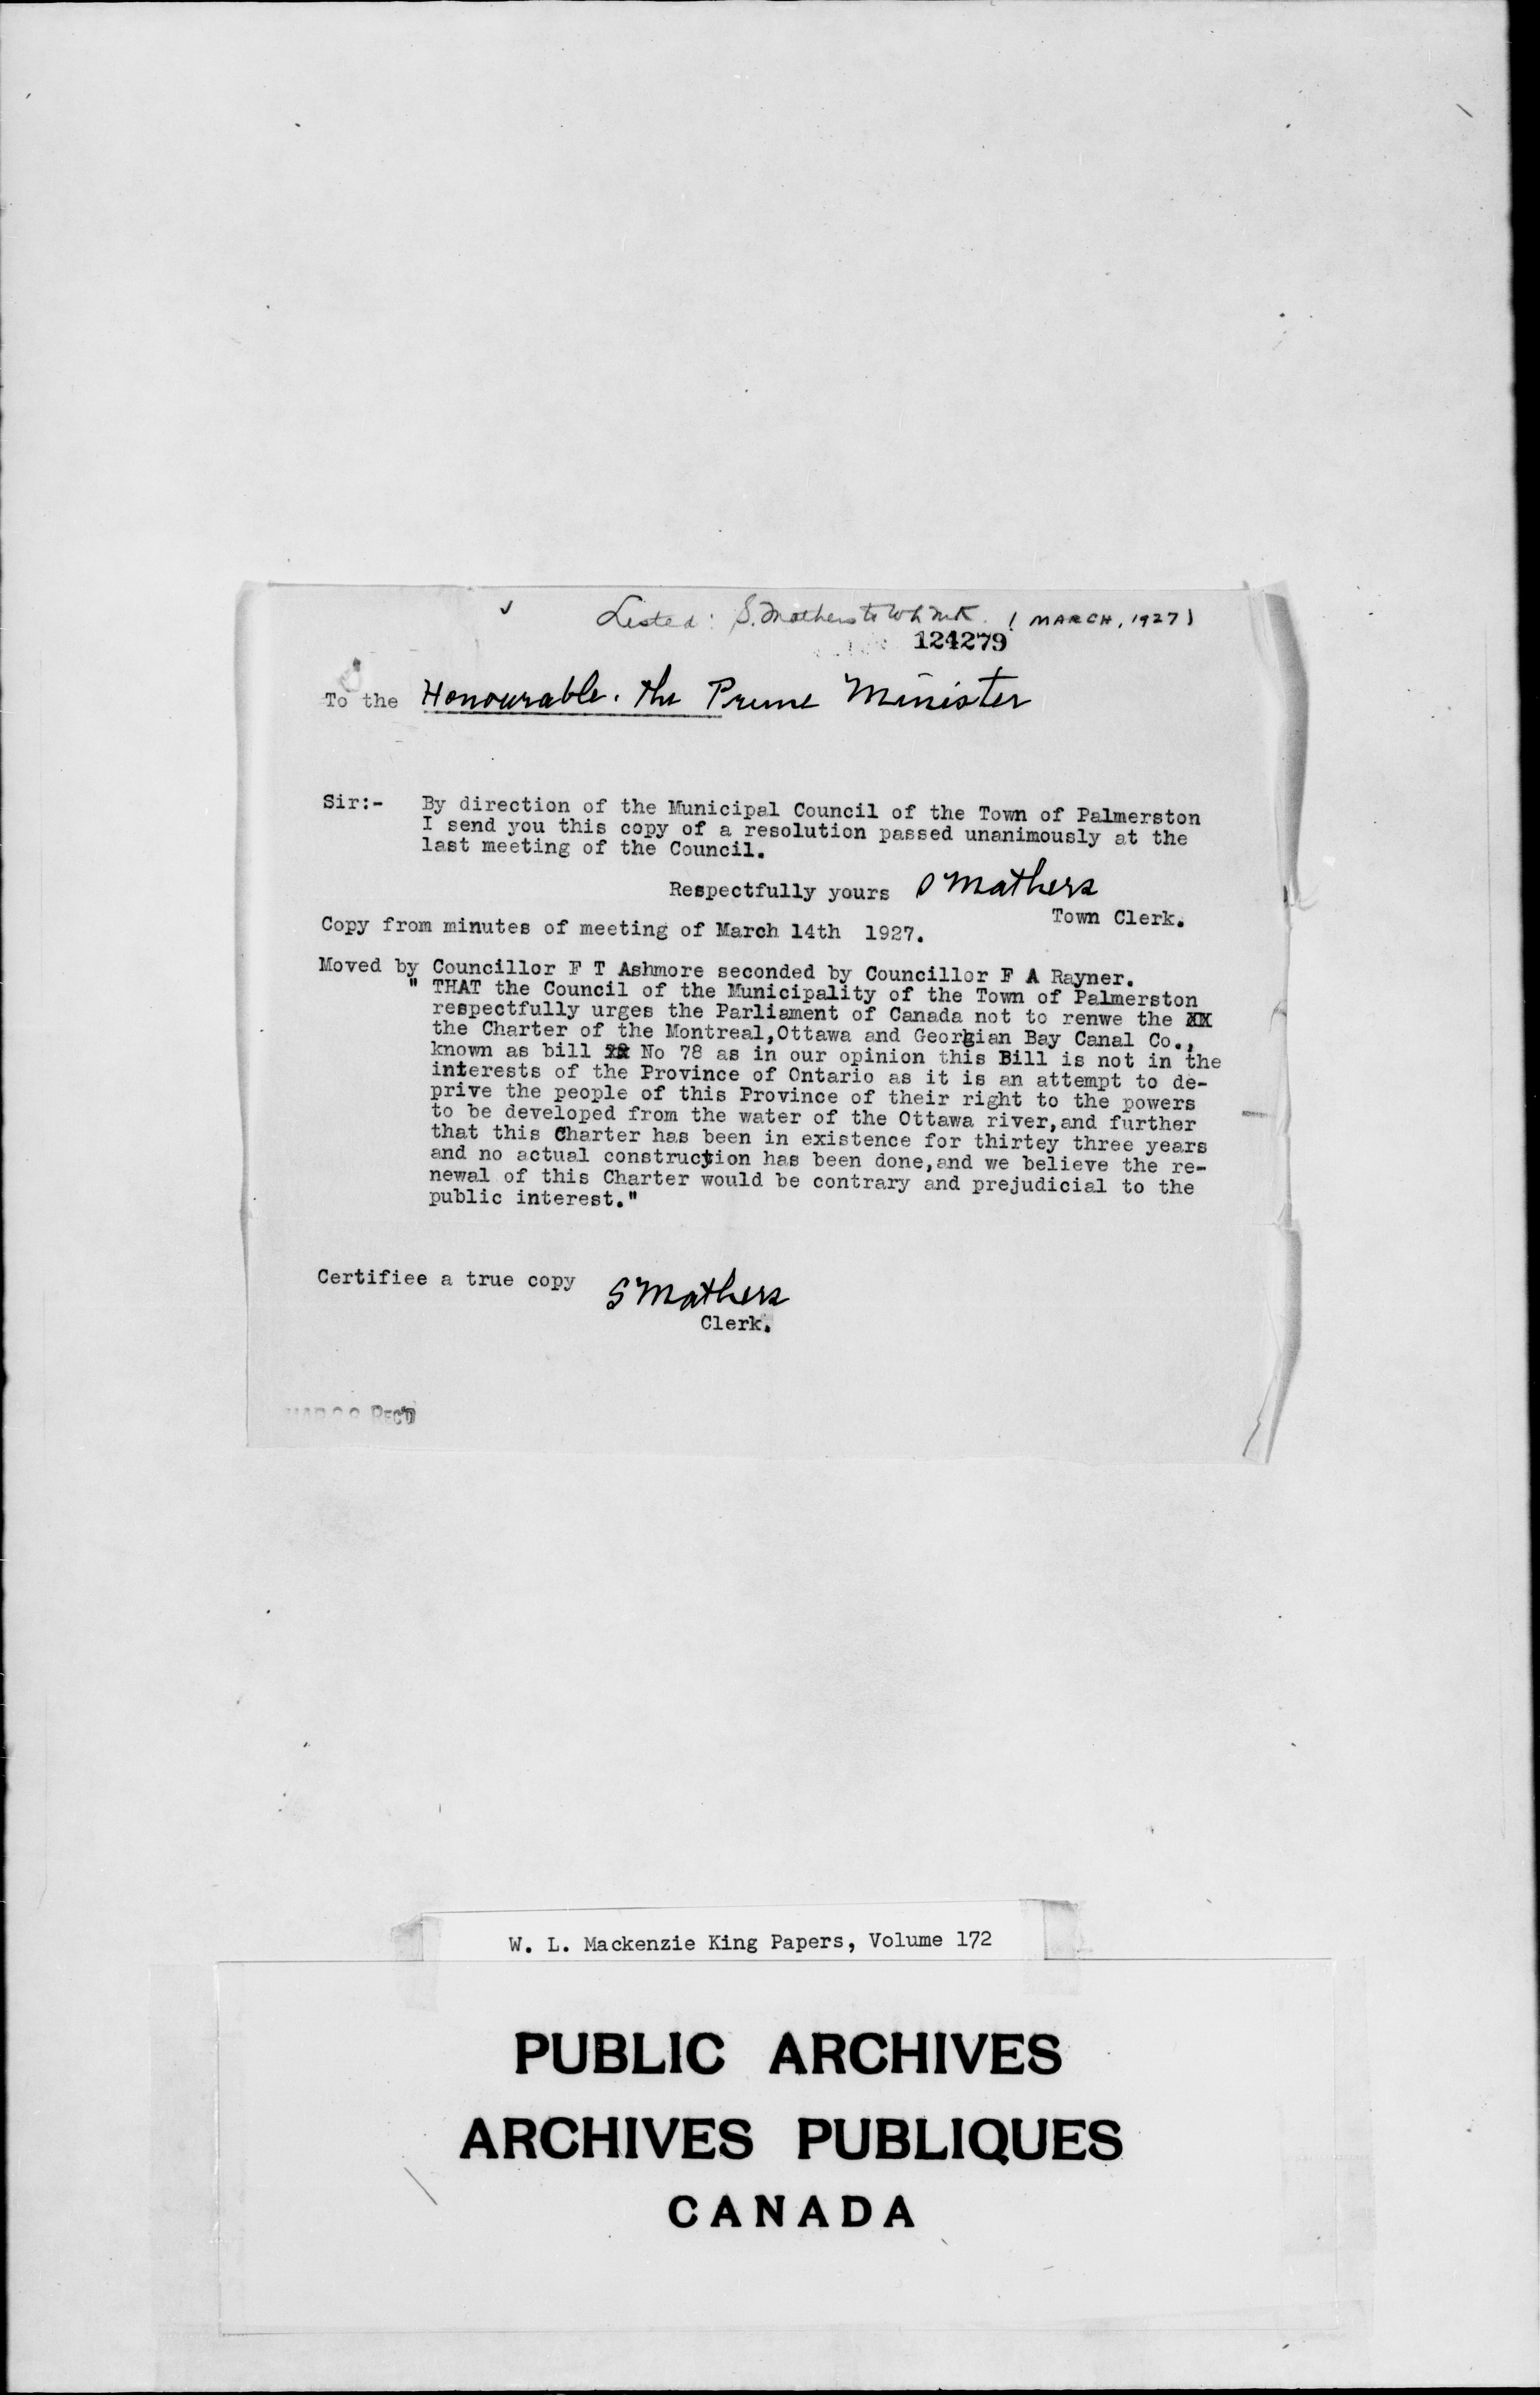 ✓ Listed: S. Mathers to WLMK. (MARCH, 1927)
124279
To the Honourable. the Prime Minister
Sir:- By direction of the Municipal Council of the Town of Palmerston
I send you this copy of a resolution passed unanimously at the
last meeting of the Council.
Respectfully yours S Mathers
Town Clerk.
Copy from minutes of meeting of March 14th 1927.
Moved by Councillor F T Ashmore seconded by Councillor F A Rayner.
" THAT the Council of the Municipality of the Town of Palmerston
respectfully urges the Parliament of Canada not to renwe the XX
the Charter of the Montreal,Ottawa and Georgian Bay Canal Co.,
known as bill No 78 as in our opinion this Bill is not in the
interests of the Province of Ontario as it is an attempt to de-
prive the people of this Province of their right to the powers
to be developed from the water of the Ottawa river,and further
that this Charter has been in existence for thirtey three years
and no actual construction has been done,and we believe the re-
newal of this Charter would be contrary and prejudicial to the
public interest."
Certifiee a true copy S Mathers
Clerk.
REC'D
W. L. Mackenzie King Papers, Volume 172
PUBLIC ARCHIVES
ARCHIVES PUBLIQUES
CANADA